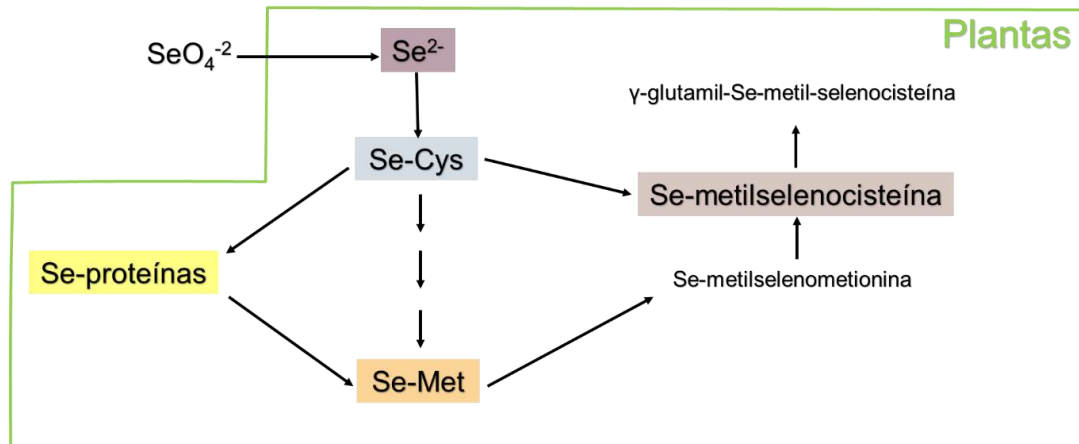 Plantas
SeO₄⁻²
Se²⁻
γ-glutamil-Se-metil-selenocisteína
Se-Cys
Se-metilselenocisteína
Se-proteínas
Se-metilselenometionina
Se-Met